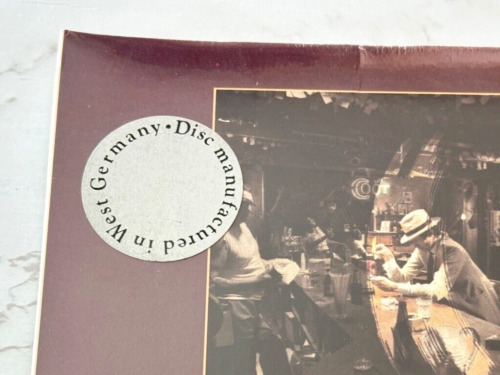 Disc manufactured in West Germany •